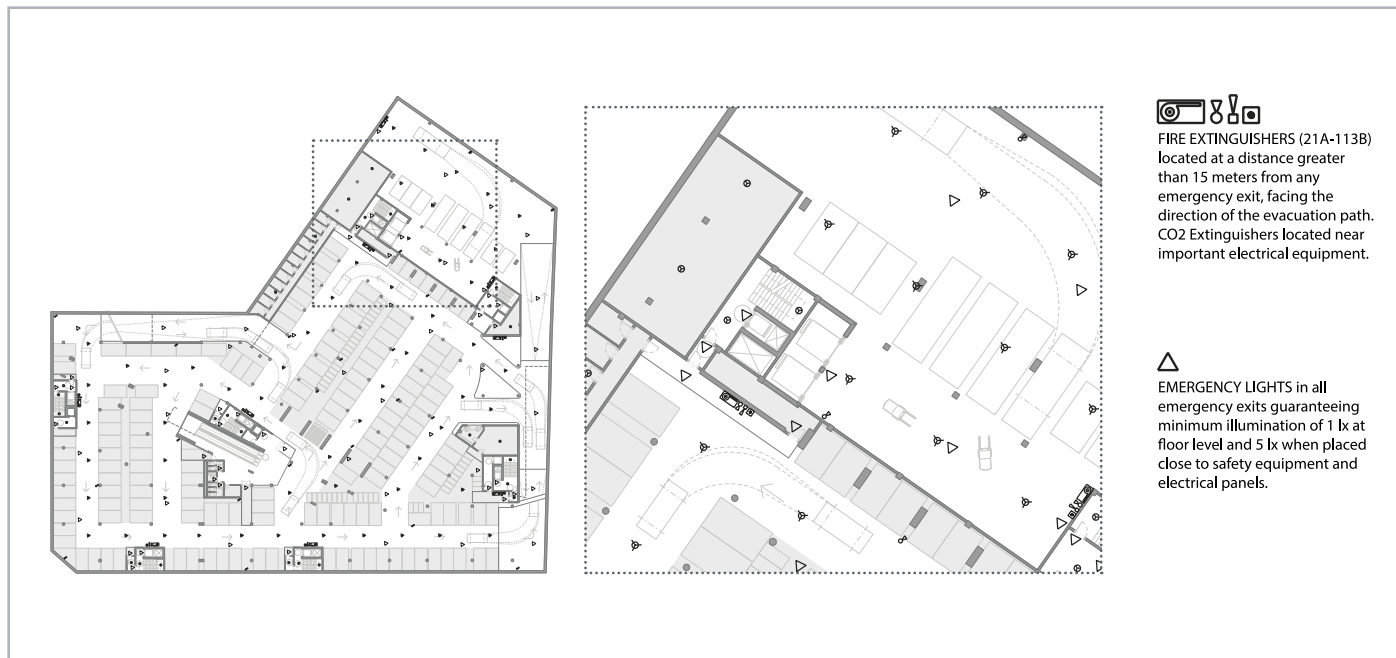 FIRE EXTINGUISHERS (21A-113B)
located at a distance greater
than 15 meters from any
emergency exit, facing the
direction of the evacuation path.
CO2 Extinguishers located near
important electrical equipment.
EMERGENCY LIGHTS in all
emergency exits guaranteeing
minimum illumination of 1 lx at
floor level and 5 lx when placed
close to safety equipment and
electrical panels.